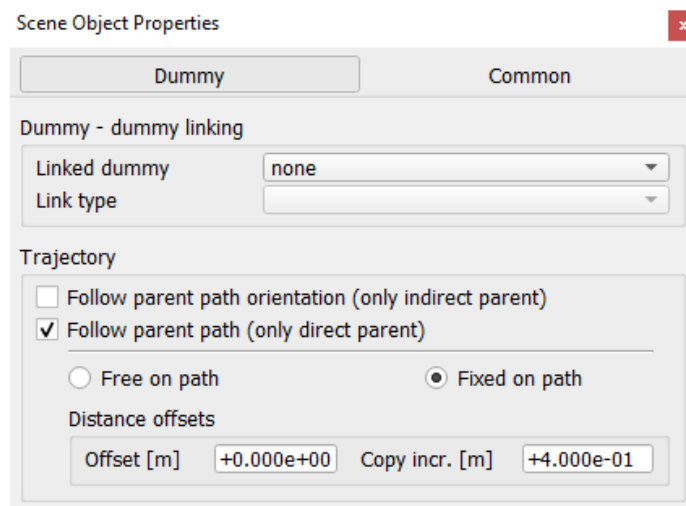 Scene Object Properties
x
Dummy Common
Dummy - dummy linking
Linked dummy none
Link type
Trajectory
Follow parent path orientation (only indirect parent)
Follow parent path (only direct parent)
Free on path Fixed on path
Distance offsets
Offset [m] +0.000e+00 Copy incr. [m] +4.000e-01